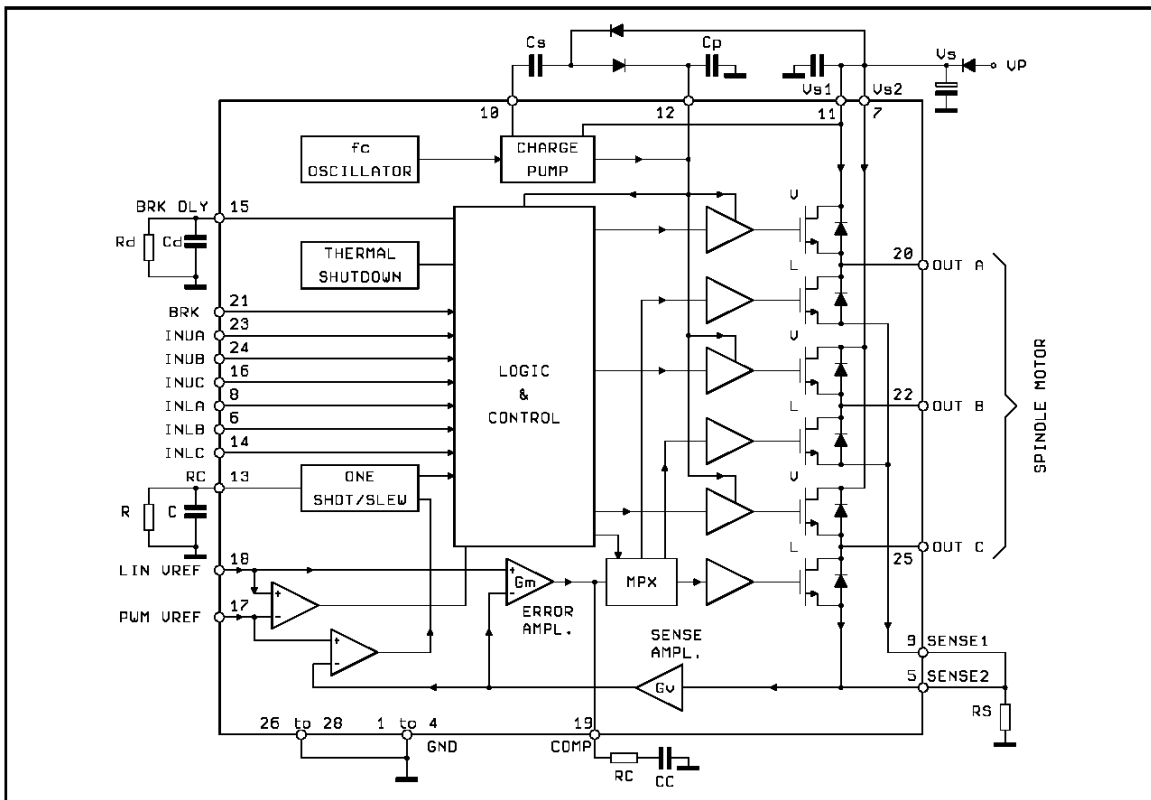 Cs
Cp
Vs
VP
Vs1
Vs2
10
12
11
7
fc
OSCILLATOR
CHARGE
PUMP
BRK DLY
15
Rd
Cd
THERMAL
SHUTDOWN
U
20
OUT A
L
BRK
21
INUA
23
INUB
24
INUC
16
INLA
8
INLB
6
INLC
14
LOGIC
&
CONTROL
U
22
OUT B
L
SPINDLE MOTOR
RC
13
ONE
SHOT/SLEW
R
C
U
25
OUT C
L
LIN VREF
18
+
-
Gm
ERROR
AMPL.
MPX
PWM VREF
17
+
-
+
-
SENSE
AMPL.
Gv
9
SENSE1
5
SENSE2
RS
26 to 28
1 to 4
GND
19
COMP
RC
CC